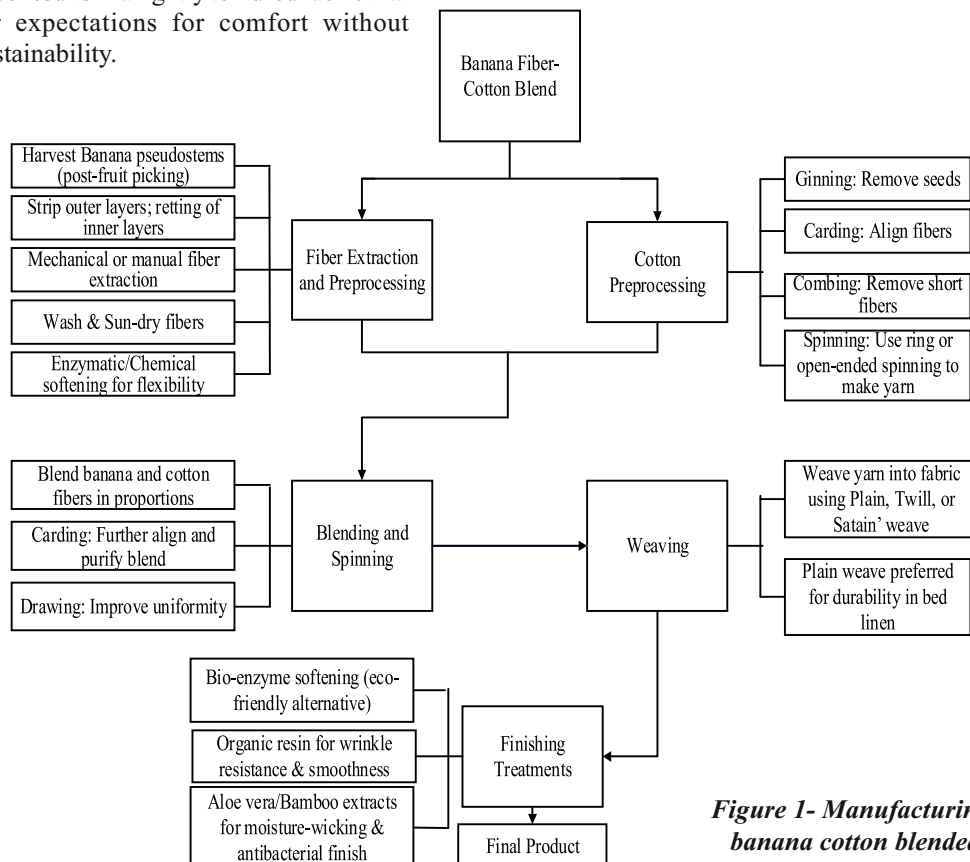 expectations for comfort without
stainability.
Banana Fiber-
Cotton Blend
Harvest Banana pseudostems
(post-fruit picking)
Strip outer layers; retting of
inner layers
Mechanical or manual fiber
extraction
Wash & Sun-dry fibers
Enzymatic/Chemical
softening for flexibility
Fiber Extraction
and Preprocessing
Cotton
Preprocessing
Ginning: Remove seeds
Carding: Align fibers
Combing: Remove short
fibers
Spinning: Use ring or
open-ended spinning to
make yarn
Blend banana and cotton
fibers in proportions
Carding: Further align and
purify blend
Drawing: Improve uniformity
Blending and
Spinning
Weaving
Weave yarn into fabric
using Plain, Twill, or
Satain’ weave
Plain weave preferred
for durability in bed
linen
Bio-enzyme softening (eco-
friendly alternative)
Organic resin for wrinkle
resistance & smoothness
Aloe vera/Bamboo extracts
for moisture-wicking &
antibacterial finish
Finishing
Treatments
Final Product
Figure 1- Manufacturin
banana cotton blended